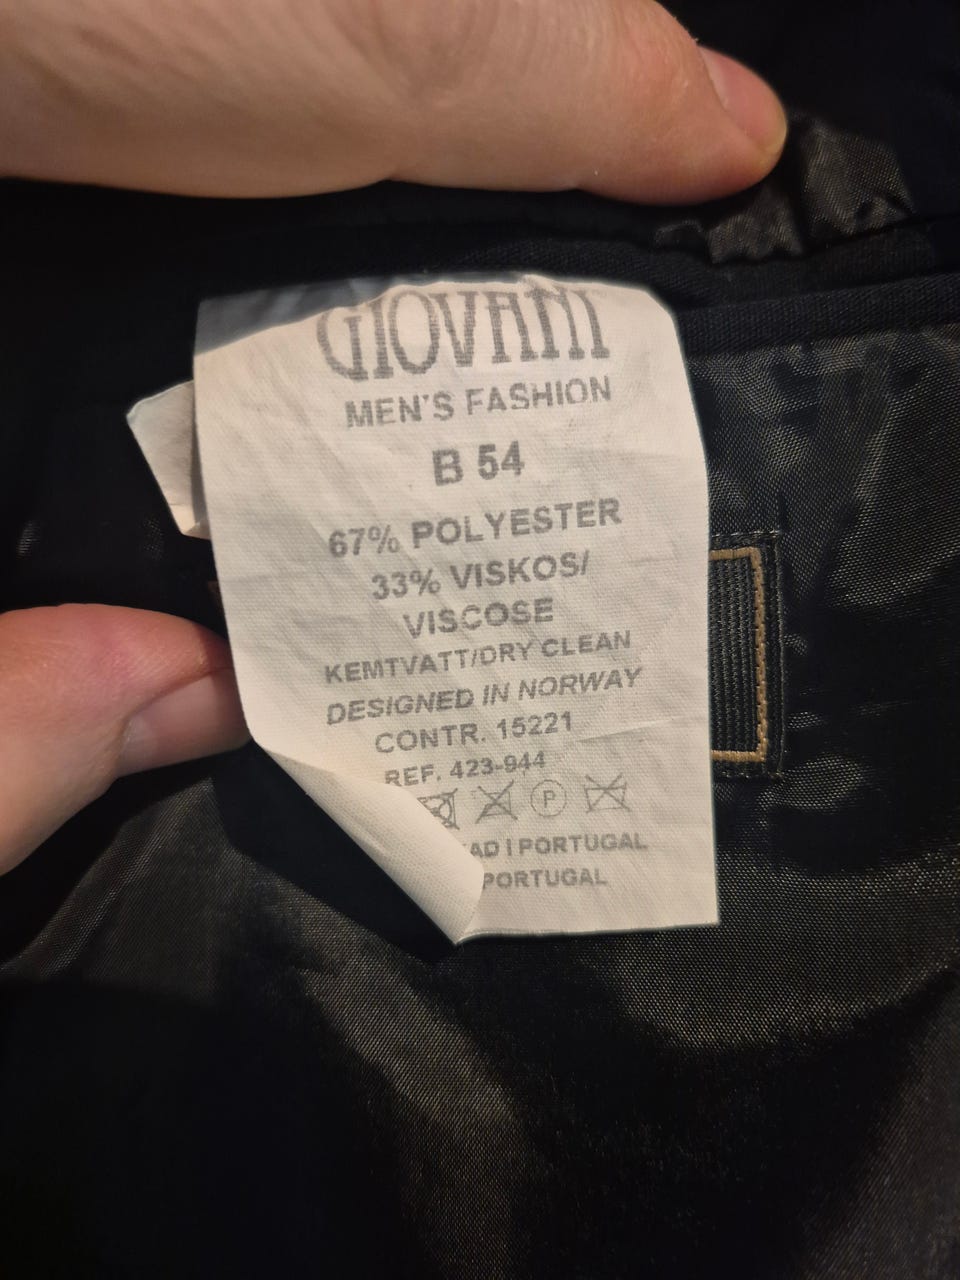 GIOVANI
MEN'S FASHION
B 54
67% POLYESTER
33% VISKOS/
VISCOSE
KEMTVATT/DRY CLEAN
DESIGNED IN NORWAY
CONTR. 15221
REF. 423-944
P
I PORTUGAL
PORTUGAL